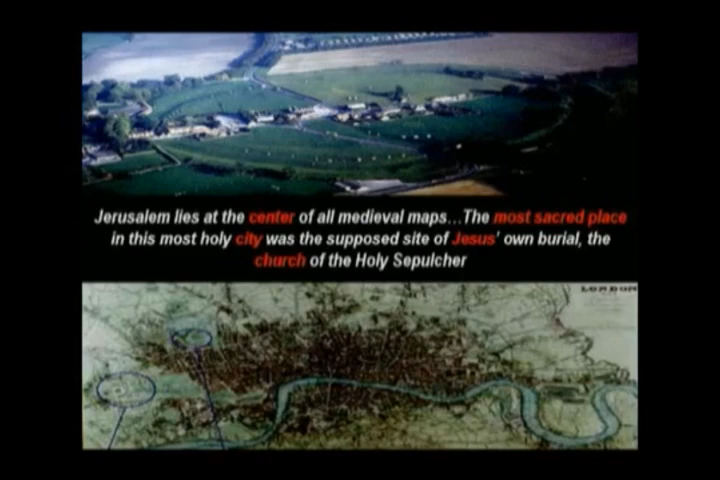 Jerusalem lies at the center of all medieval maps...The most sacred place
in this most holy city was the supposed site of Jesus' own burial, the
church of the Holy Sepulcher
LONDON